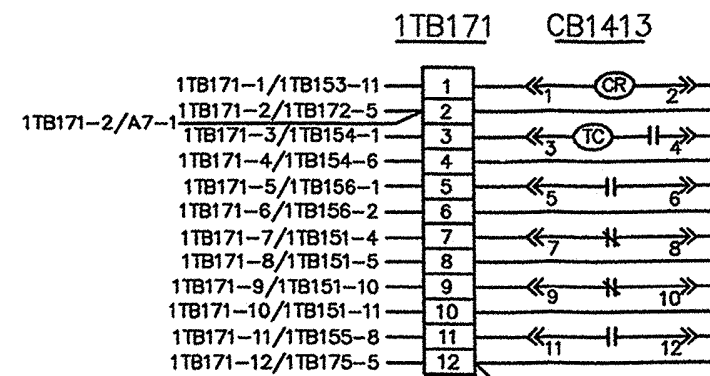 1TB171 CB1413
1TB171-1/1TB153-11 1 1 CR 2
1TB171-2/1TB172-5 2
1TB171-2/A7-1
1TB171-3/1TB154-1 3 3 TC 4
1TB171-4/1TB154-6 4
1TB171-5/1TB156-1 5 5 6
1TB171-6/1TB156-2 6
1TB171-7/1TB151-4 7 7 8
1TB171-8/1TB151-5 8
1TB171-9/1TB151-10 9 9 10
1TB171-10/1TB151-11 10
1TB171-11/1TB155-8 11 11 12
1TB171-12/1TB175-5 12